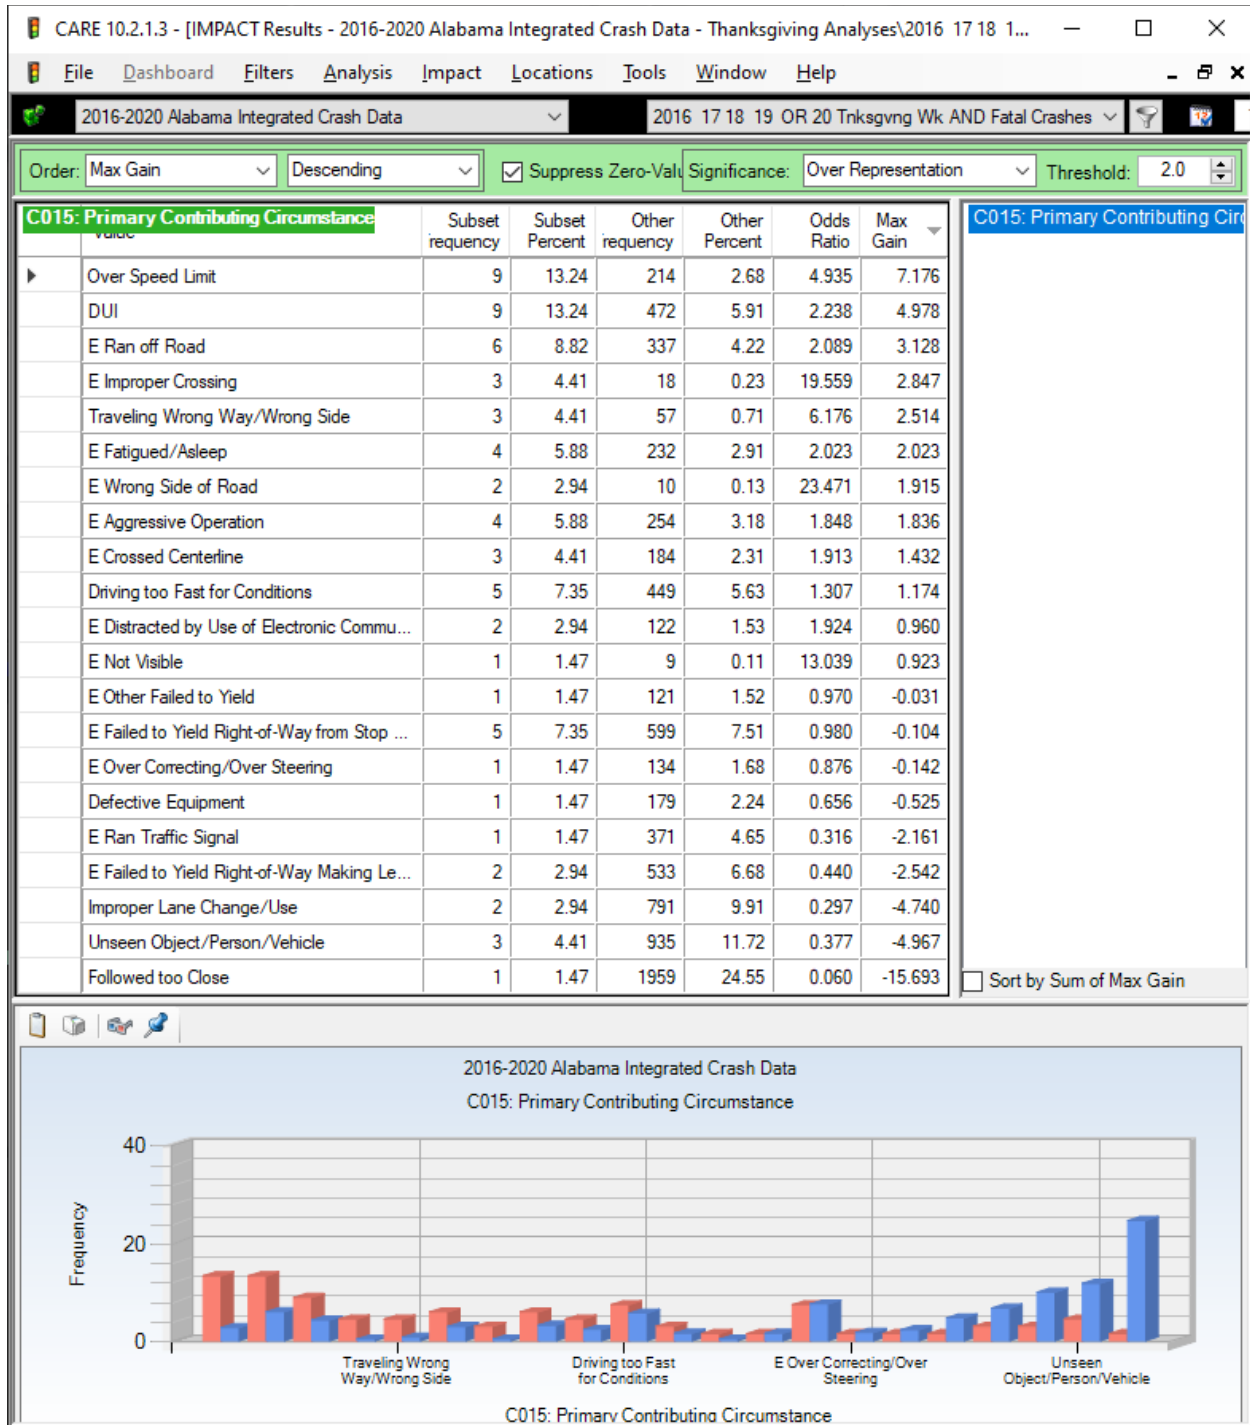 CARE 10.2.1.3 - [IMPACT Results - 2016-2020 Alabama Integrated Crash Data - Thanksgiving Analyses\2016 17 18 1...
File Dashboard Filters Analysis Impact Locations Tools Window Help
2016-2020 Alabama Integrated Crash Data 2016 17 18 19 OR 20 Tnksgvng Wk AND Fatal Crashes
Order: Max Gain Descending Suppress Zero-Valu Significance: Over Representation Threshold: 2.0
C015: Primary Contributing Circumstance Subset Subset Other Other Odds Max C015: Primary Contributing Circ
requency Percent requency Percent Ratio Gain
Over Speed Limit 9 13.24 214 2.68 4.935 7.176
DUI 9 13.24 472 5.91 2.238 4.978
E Ran off Road 6 8.82 337 4.22 2.089 3.128
E Improper Crossing 3 4.41 18 0.23 19.559 2.847
Traveling Wrong Way/Wrong Side 3 4.41 57 0.71 6.176 2.514
E Fatigued/Asleep 4 5.88 232 2.91 2.023 2.023
E Wrong Side of Road 2 2.94 10 0.13 23.471 1.915
E Aggressive Operation 4 5.88 254 3.18 1.848 1.836
E Crossed Centerline 3 4.41 184 2.31 1.913 1.432
Driving too Fast for Conditions 5 7.35 449 5.63 1.307 1.174
E Distracted by Use of Electronic Commu... 2 2.94 122 1.53 1.924 0.960
E Not Visible 1 1.47 9 0.11 13.039 0.923
E Other Failed to Yield 1 1.47 121 1.52 0.970 -0.031
E Failed to Yield Right-of-Way from Stop ... 5 7.35 599 7.51 0.980 -0.104
E Over Correcting/Over Steering 1 1.47 134 1.68 0.876 -0.142
Defective Equipment 1 1.47 179 2.24 0.656 -0.525
E Ran Traffic Signal 1 1.47 371 4.65 0.316 -2.161
E Failed to Yield Right-of-Way Making Le... 2 2.94 533 6.68 0.440 -2.542
Improper Lane Change/Use 2 2.94 791 9.91 0.297 -4.740
Unseen Object/Person/Vehicle 3 4.41 935 11.72 0.377 -4.967
Followed too Close 1 1.47 1959 24.55 0.060 -15.693
Sort by Sum of Max Gain
2016-2020 Alabama Integrated Crash Data
C015: Primary Contributing Circumstance
40
20
0
Frequency
Traveling Wrong Driving too Fast E Over Correcting/Over Unseen
Way/Wrong Side for Conditions Steering Object/Person/Vehicle
C015: Primary Contributing Circumstance